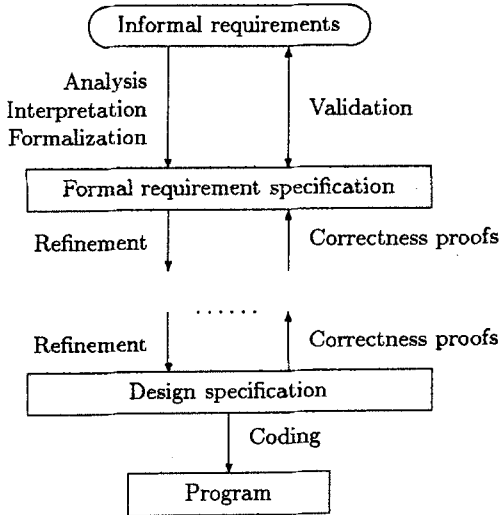 Informal requirements
Analysis
Interpretation
Formalization
Validation
Formal requirement specification
Refinement
Correctness proofs
......
Refinement
Correctness proofs
Design specification
Coding
Program